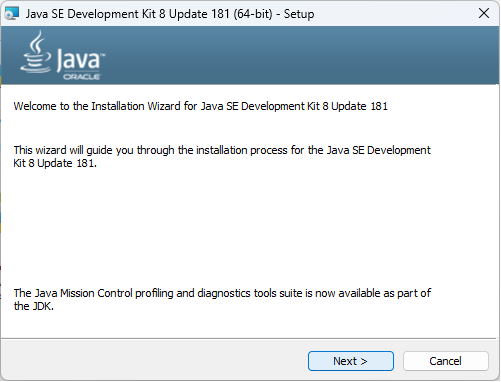 Java SE Development Kit 8 Update 181 (64-bit) - Setup
Java™
ORACLE
Welcome to the Installation Wizard for Java SE Development Kit 8 Update 181
This wizard will guide you through the installation process for the Java SE Development
Kit 8 Update 181.
The Java Mission Control profiling and diagnostics tools suite is now available as part of
the JDK.
Next >
Cancel